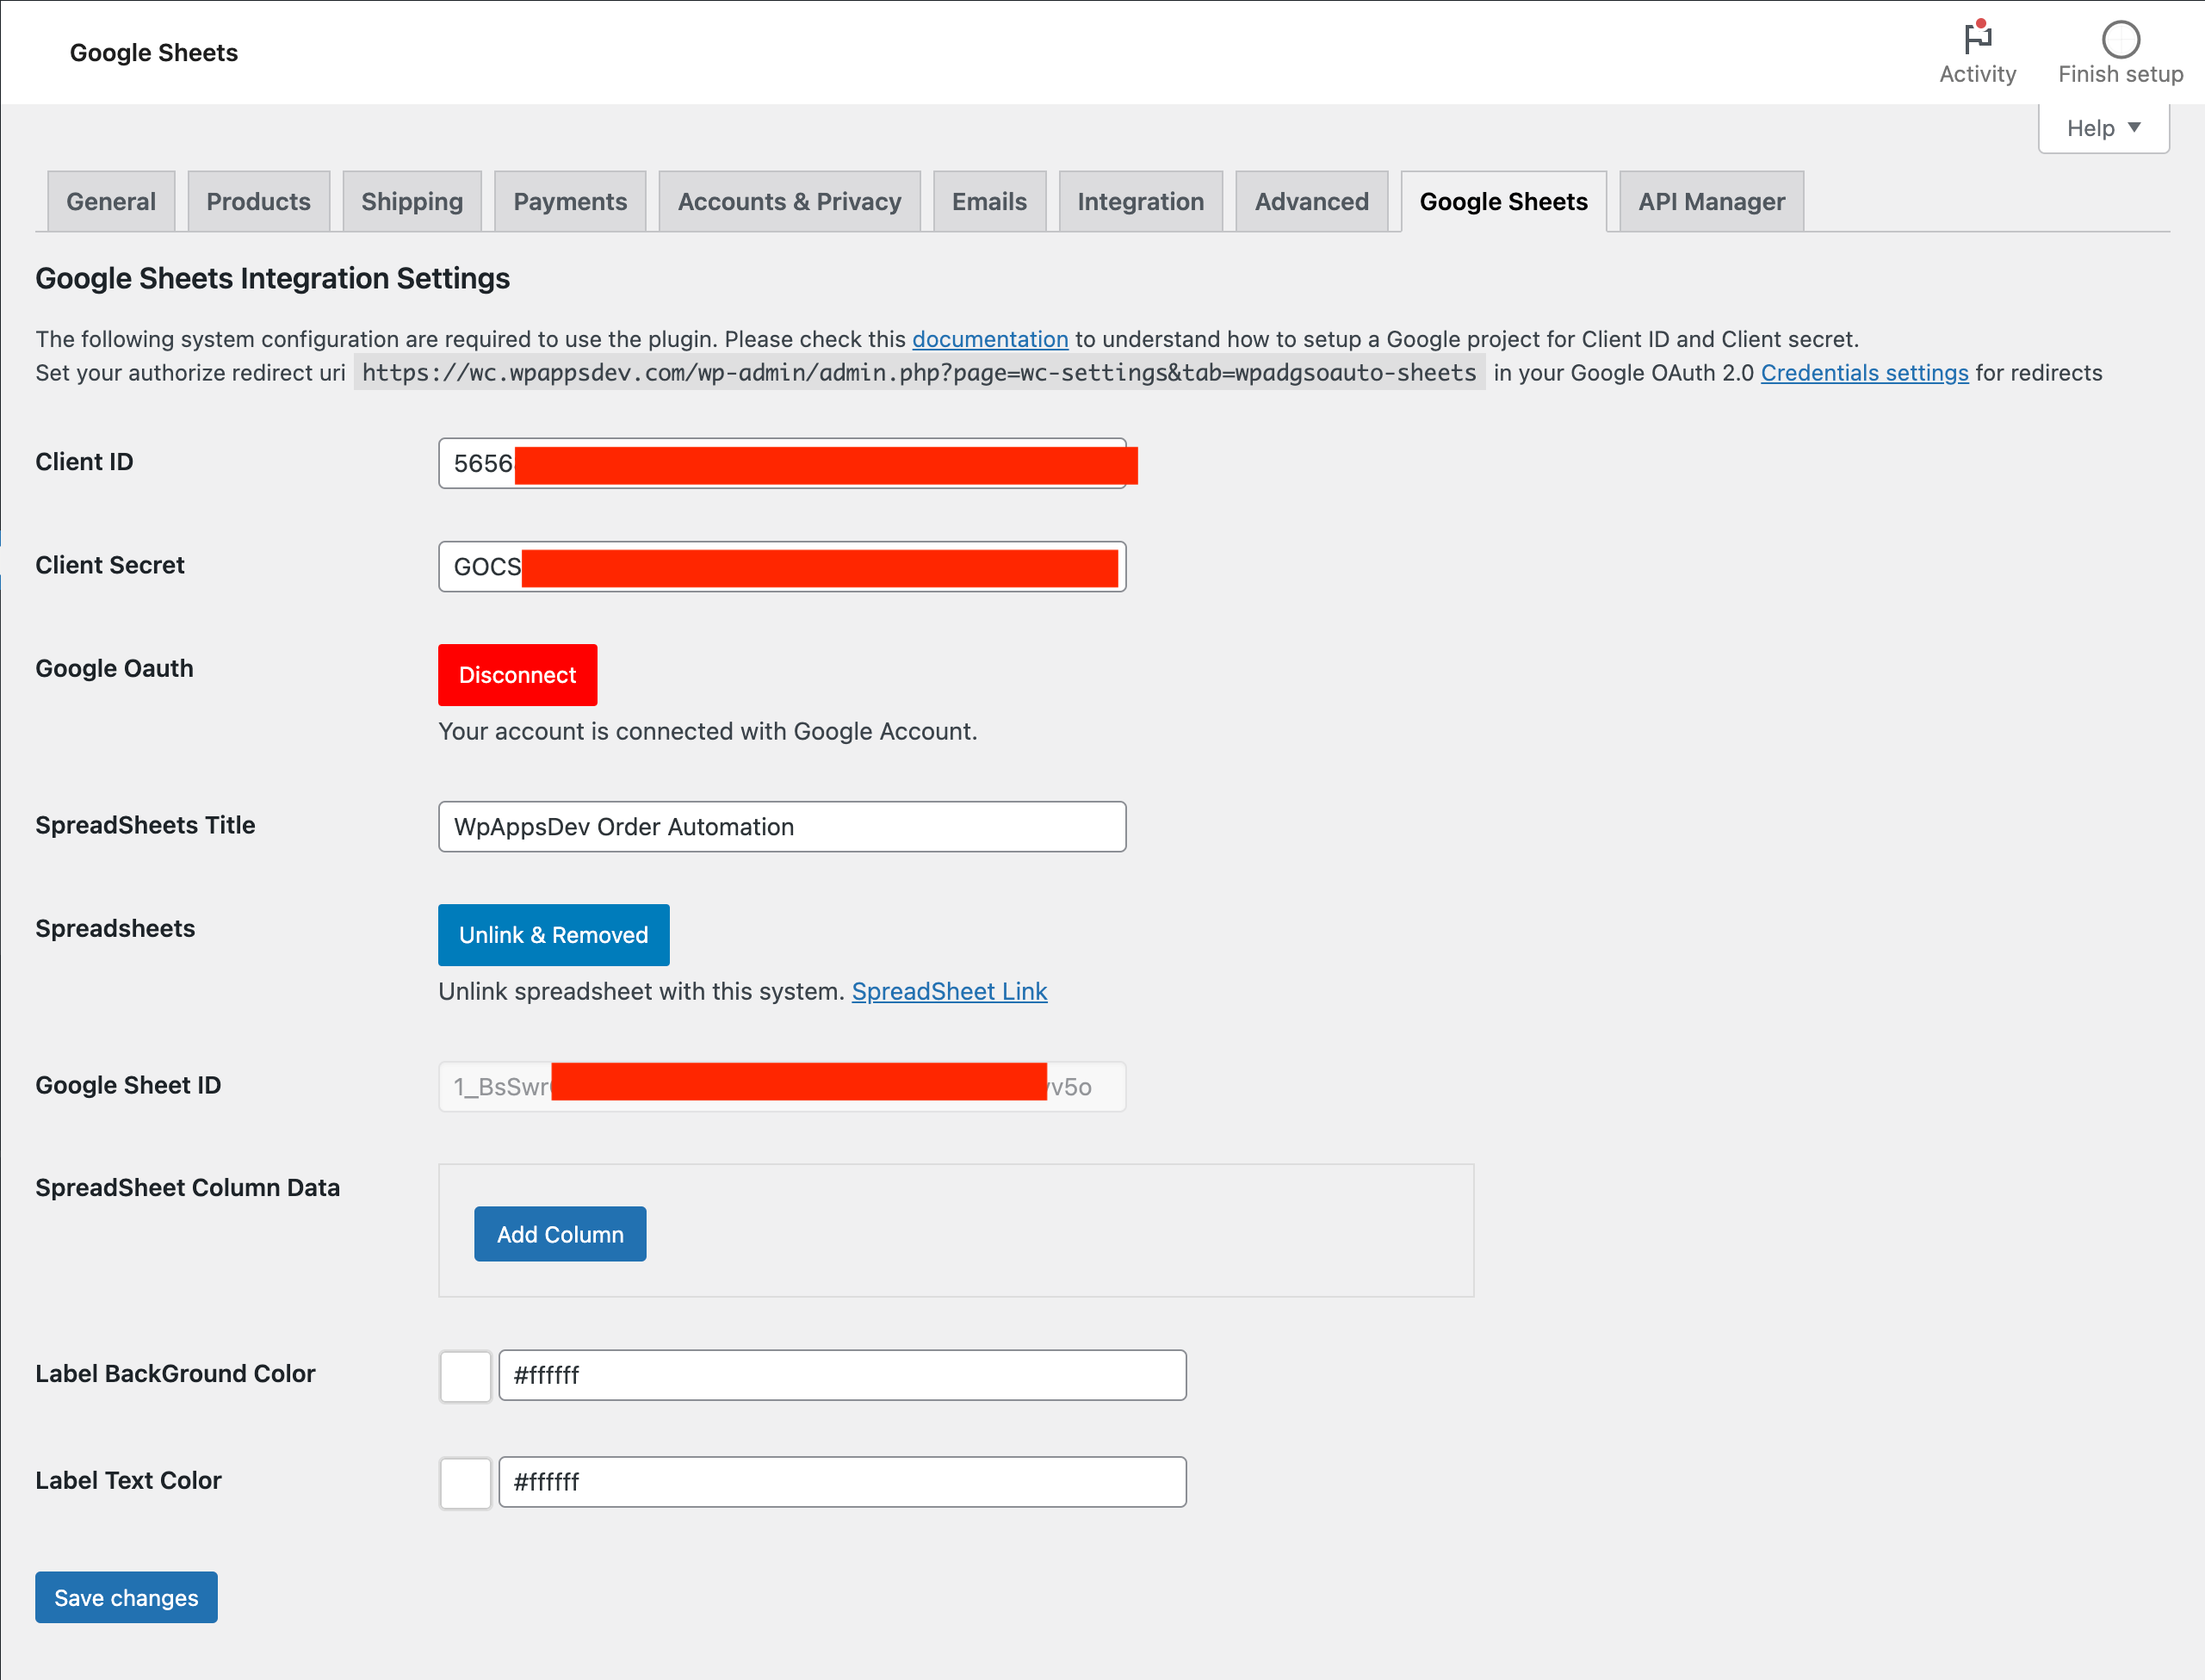 Google Sheets
Activity
Finish setup
Help
General Products Shipping Payments Accounts & Privacy Emails Integration Advanced Google Sheets API Manager
Google Sheets Integration Settings
The following system configuration are required to use the plugin. Please check this documentation to understand how to setup a Google project for Client ID and Client secret.
Set your authorize redirect uri https://wc.wpappsdev.com/wp-admin/admin.php?page=wc-settings&tab=wpadgsoauto-sheets in your Google OAuth 2.0 Credentials settings for redirects
Client ID
5656
Client Secret
GOCS
Google Oauth
Disconnect
Your account is connected with Google Account.
SpreadSheets Title
WpAppsDev Order Automation
Spreadsheets
Unlink & Removed
Unlink spreadsheet with this system. SpreadSheet Link
Google Sheet ID
1_BsSwr v5o
SpreadSheet Column Data
Add Column
Label BackGround Color
#ffffff
Label Text Color
#ffffff
Save changes